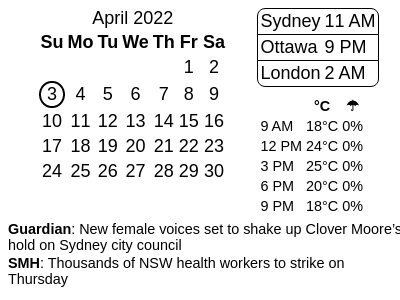 April 2022
Su Mo Tu We Th Fr Sa
1 2
3 4 5 6 7 8 9
10 11 12 13 14 15 16
17 18 19 20 21 22 23
24 25 26 27 28 29 30
Sydney 11 AM
Ottawa 9 PM
London 2 AM
°C ☂
9 AM 18°C 0%
12 PM 24°C 0%
3 PM 25°C 0%
6 PM 20°C 0%
9 PM 18°C 0%
Guardian: New female voices set to shake up Clover Moore’s
hold on Sydney city council
SMH: Thousands of NSW health workers to strike on
Thursday